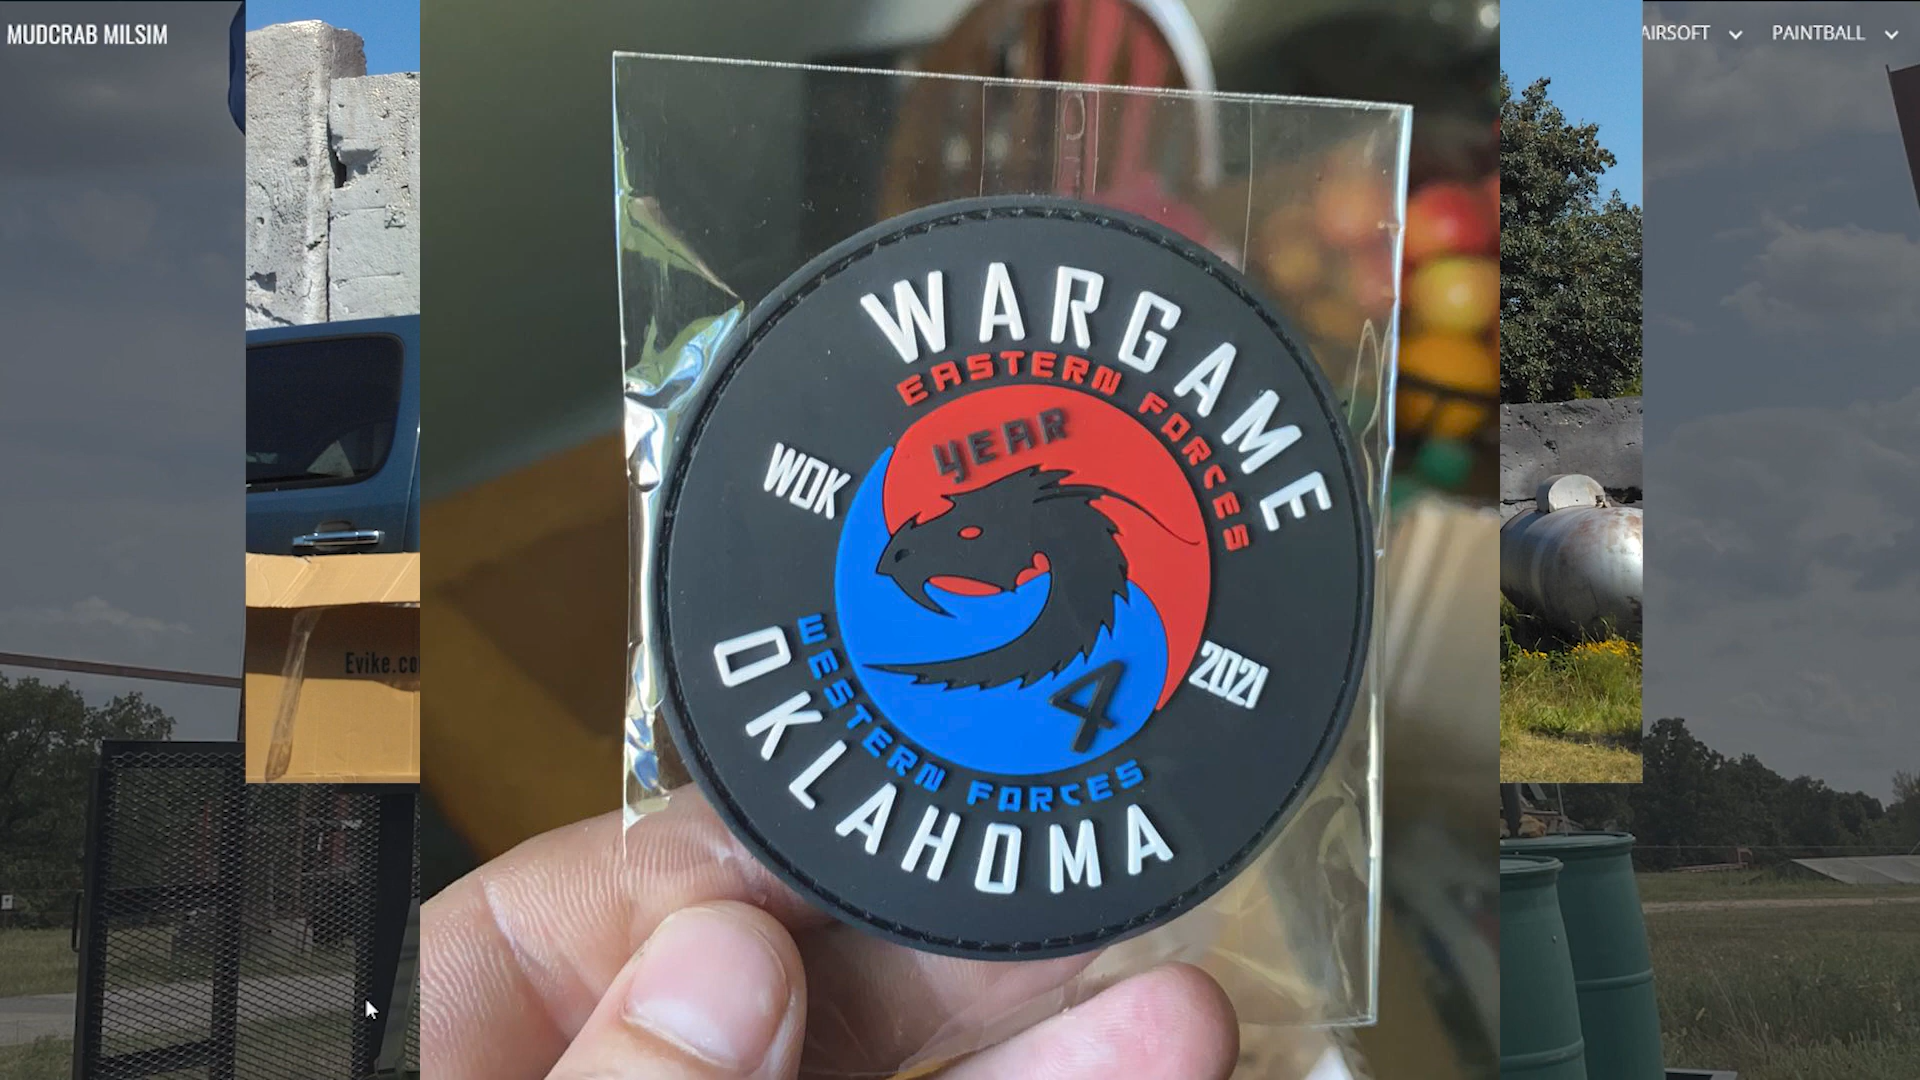 MUDCRAB MILSIM
AIRSOFT
PAINTBALL
WARGAME
EASTERN FORCES
YEAR
WOK
2021
4
WESTERN FORCES
OKLAHOMA
Evike.co